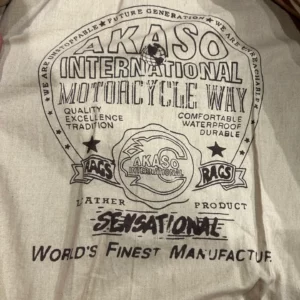 WE ARE UNSTOPPABLE ★ FUTURE GENERATION ★ WE ARE
AKASO
INTERNATIONAL
MOTORCYCLE WAY
QUALITY
EXCELLENCE
TRADITION
COMFORTABLE
WATERPROOF
DURABLE
RAGS
AKASO
INTERNATIONAL
RAGS
LEATHER
PRODUCT
SENSATIONAL
WORLD'S FINEST MANUFACTUR